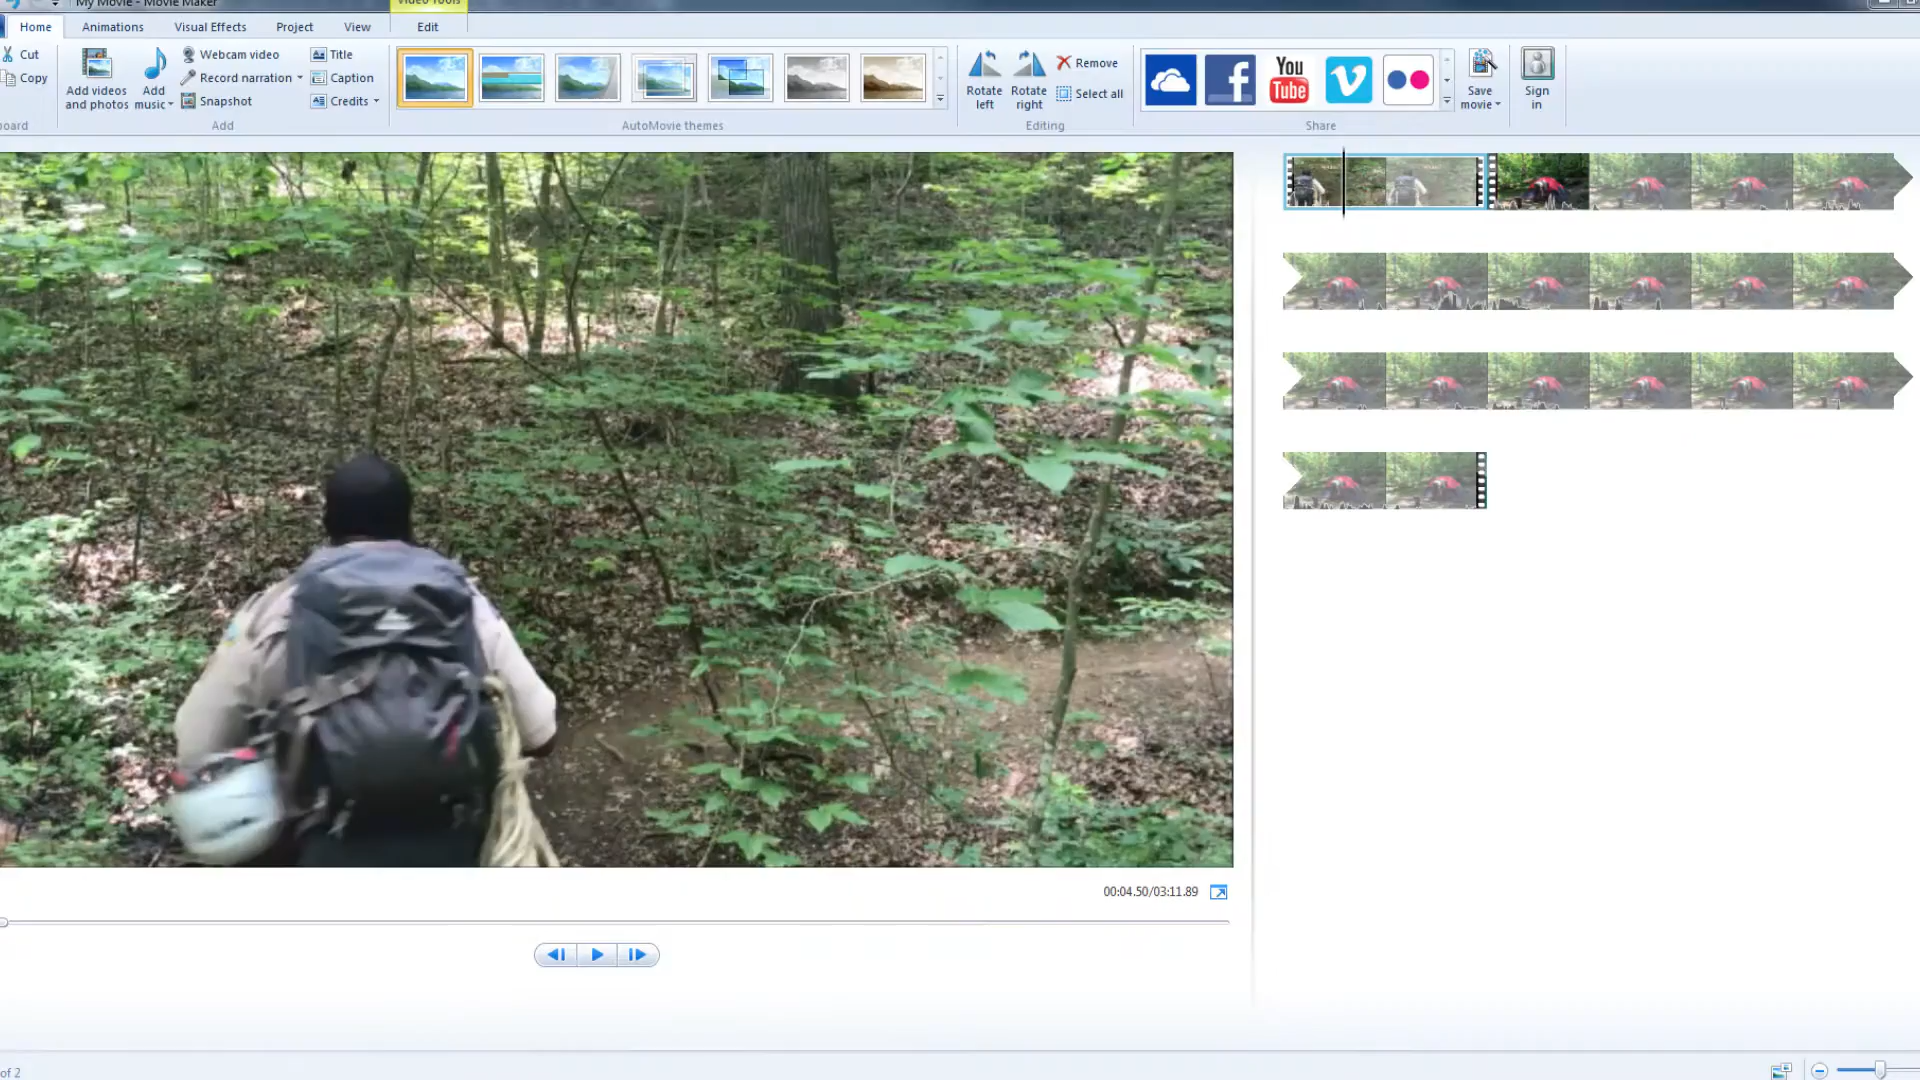 My Movie - Movie Maker
Video Tools
Home
Animations
Visual Effects
Project
View
Edit
Cut
Copy
Add videos
and photos
Add
music
Webcam video
Record narration
Snapshot
Title
Caption
Credits
Rotate
left
Rotate
right
Remove
Select all
f
You
Tube
Save
movie
Sign
in
Add
AutoMovie themes
Editing
Share
00:04.50/03:11.89
of 2